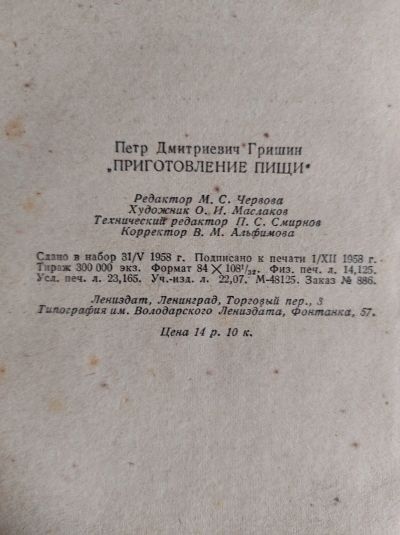 Петр Дмитриевич Гришин
„ПРИГОТОВЛЕНИЕ ПИЩИ“
Редактор М. С. Червова
Художник О. И. Маслаков
Технический редактор П. С. Смирнов
Корректор В. М. Альфимова
Сдано в набор 31/V 1958 г. Подписано к печати 1/XII 1958 г.
Тираж 300 000 экз. Формат 84 × 108¹/₃₂. Физ. печ. л. 14,125.
Усл. печ. л. 23,165. Уч.-изд. л. 22,07. М-48125. Заказ № 886.
Лениздат, Ленинград, Торговый пер., 3
Типография им. Володарского Лениздата, Фонтанка, 57.
Цена 14 р. 10 к.